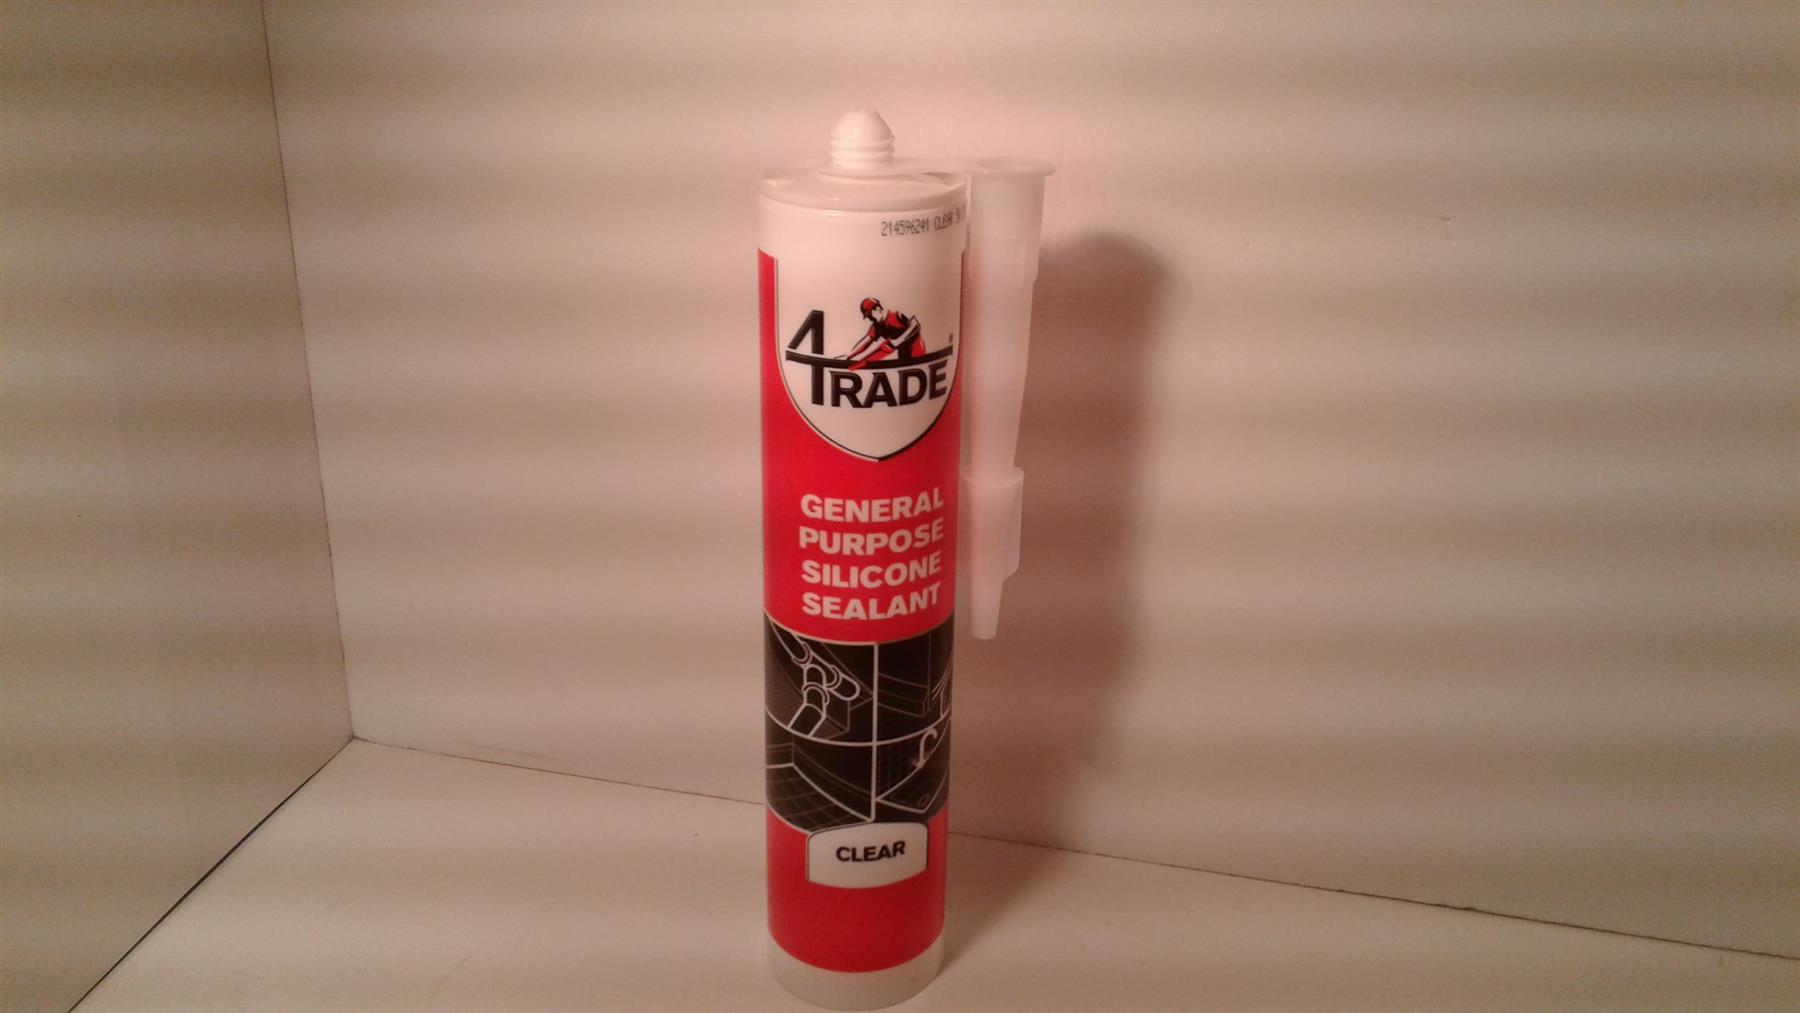 214596241 CLEAR
4TRADE
GENERAL
PURPOSE
SILICONE
SEALANT
CLEAR